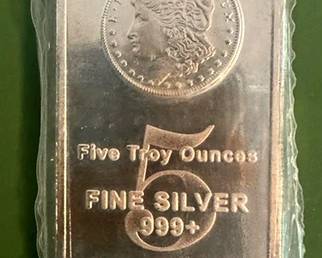 5
Five Troy Ounces
FINE SILVER
999+